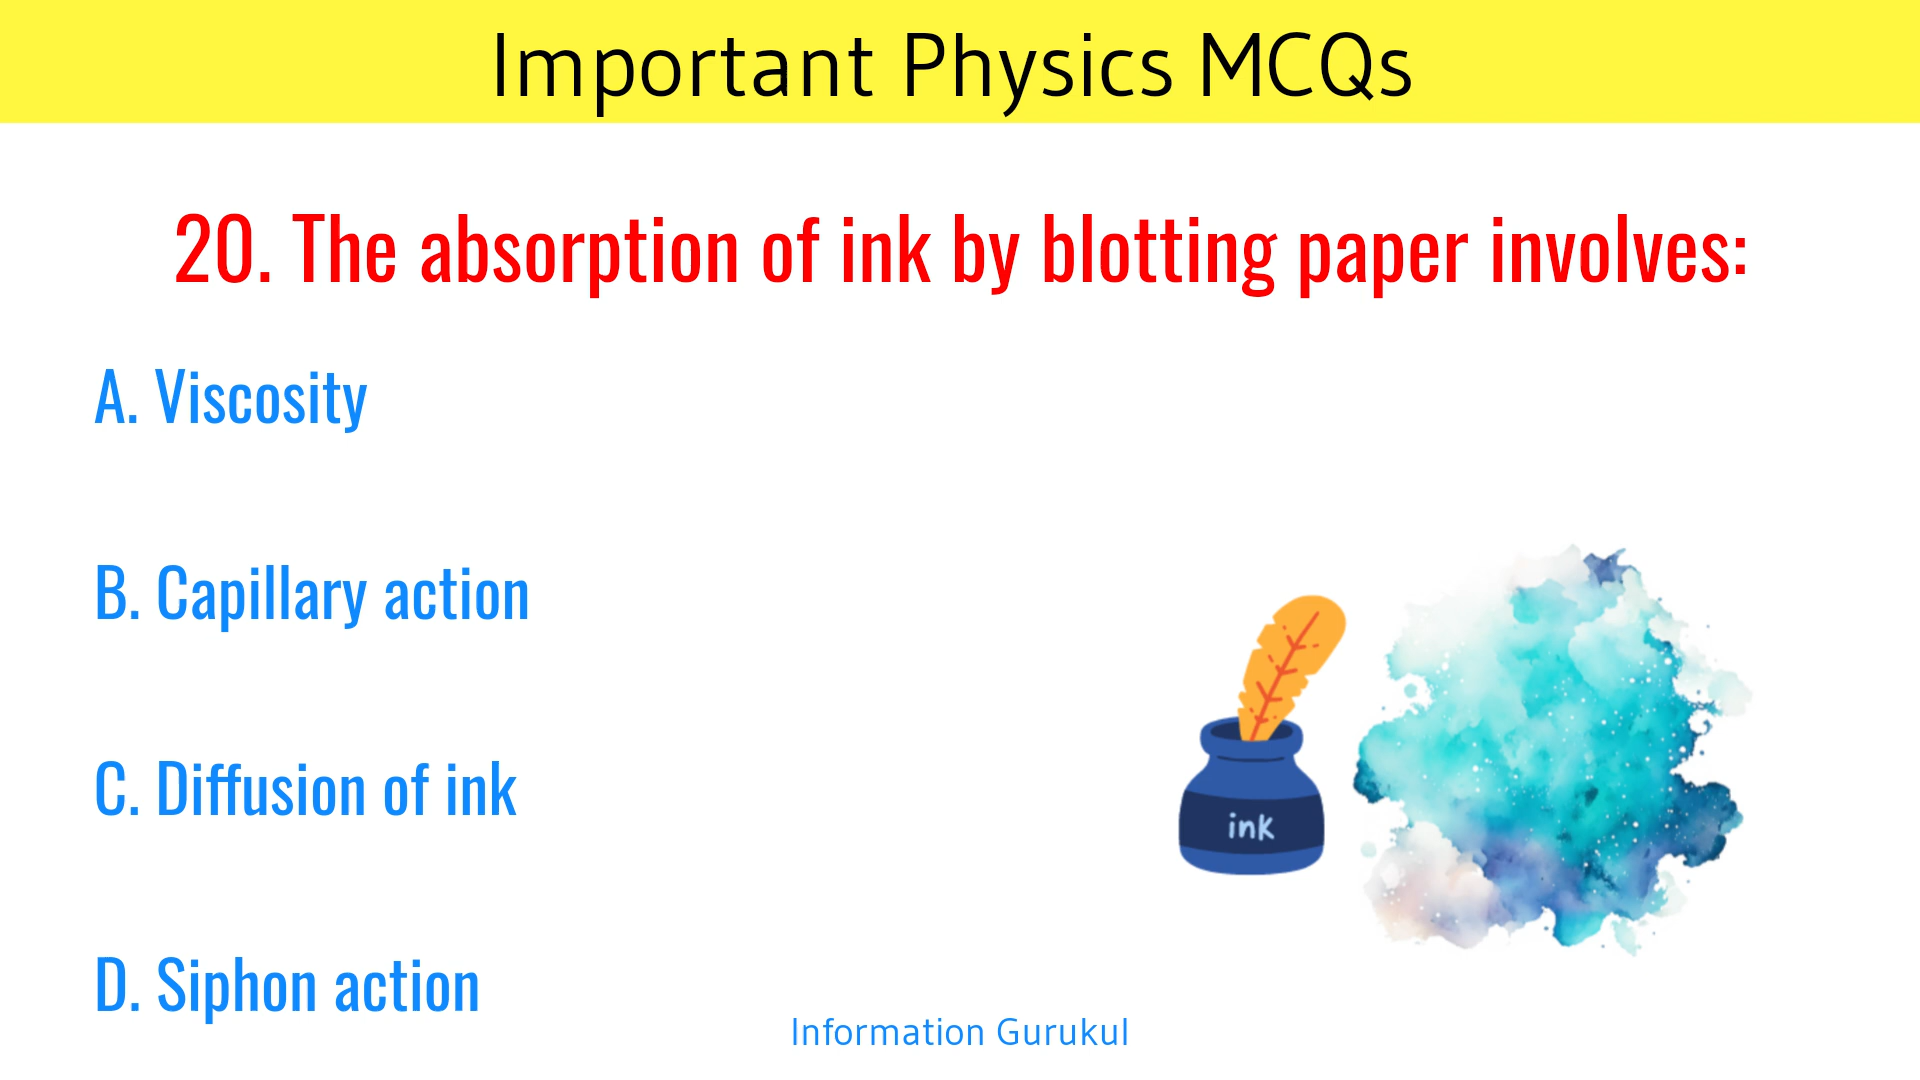 Important Physics MCQs
20. The absorption of ink by blotting paper involves:
A. Viscosity
B. Capillary action
C. Diffusion of ink
ink
D. Siphon action
Information Gurukul